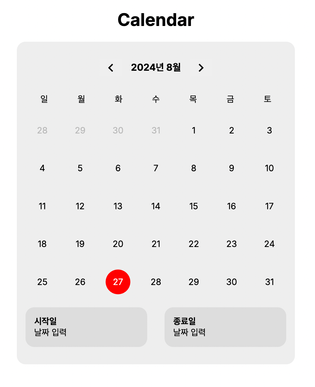 Calendar
2024년 8월
일 월 화 수 목 금 토
28 29 30 31 1 2 3
4 5 6 7 8 9 10
11 12 13 14 15 16 17
18 19 20 21 22 23 24
25 26 27 28 29 30 31
시작일 종료일
날짜 입력 날짜 입력